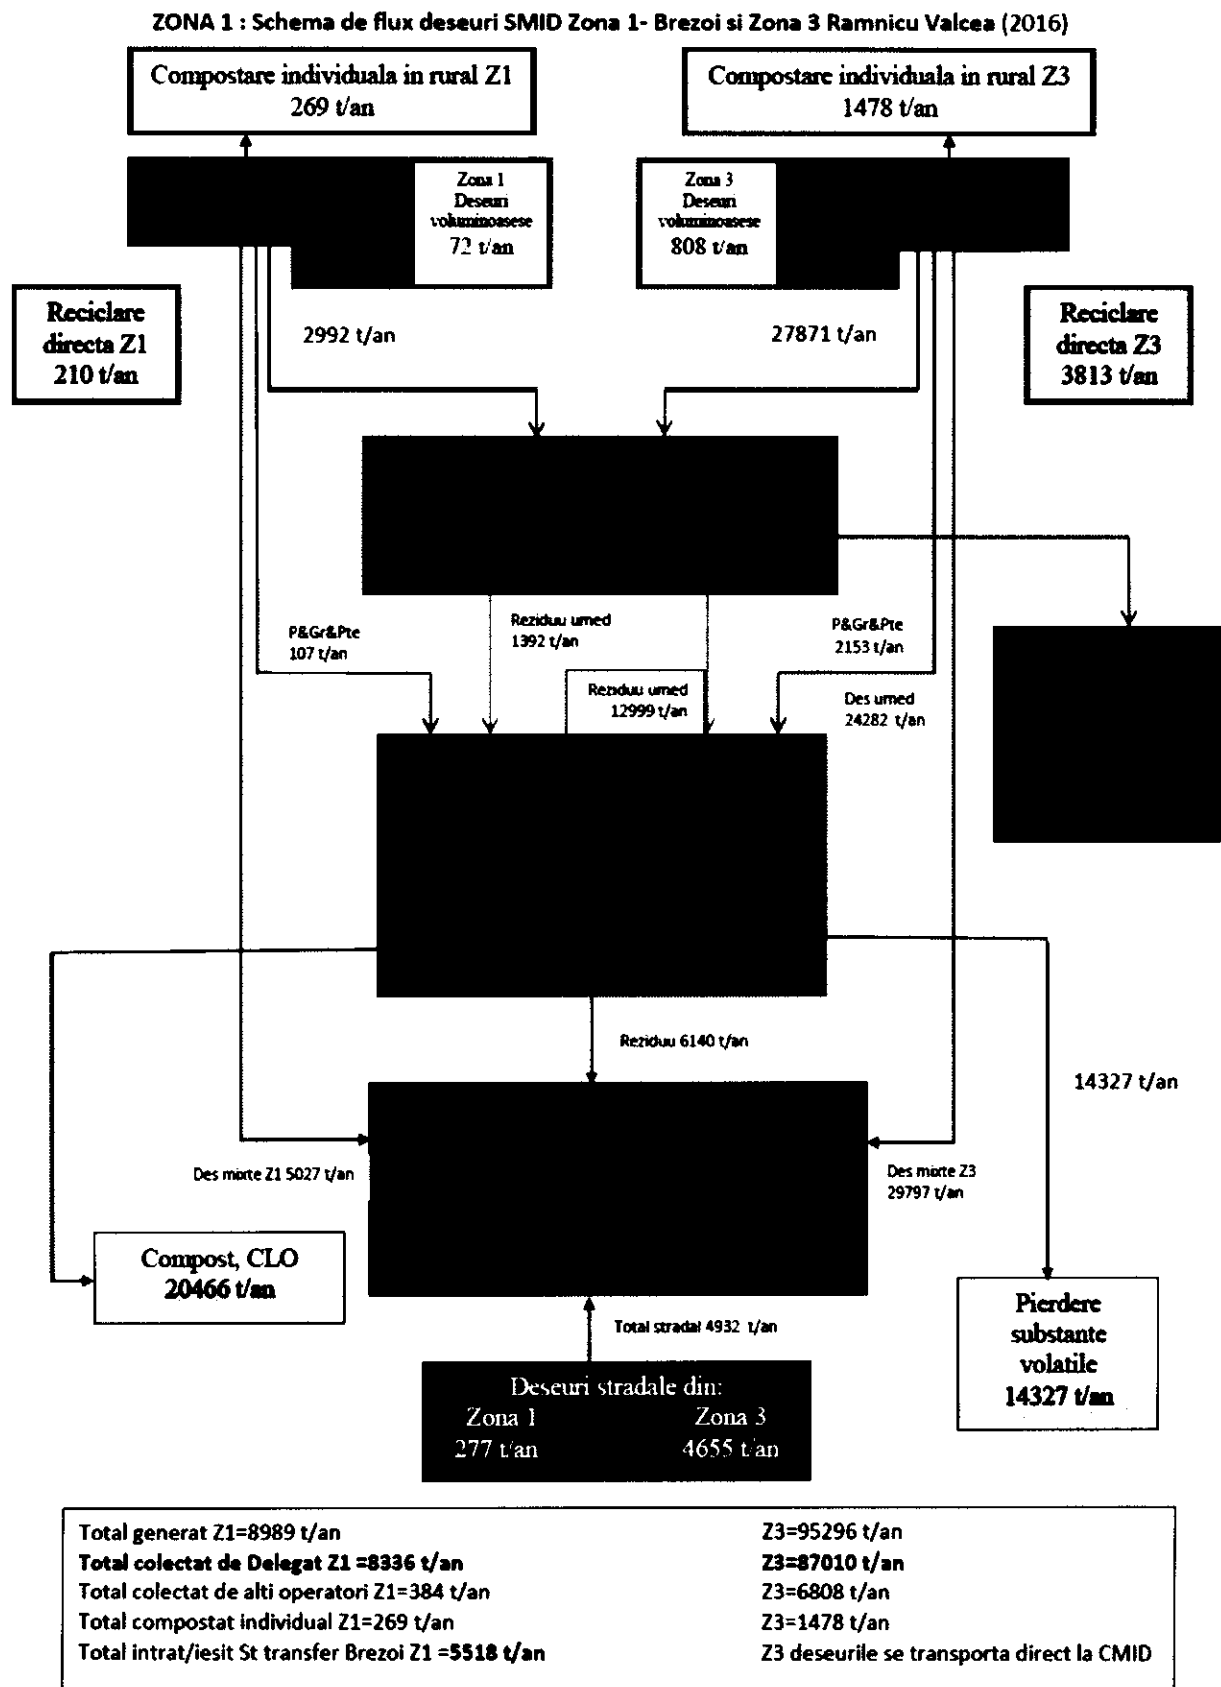 ZONA 1 : Schema de flux deseuri SMID Zona 1- Brezoi si Zona 3 Ramnicu Valcea (2016)
Compostare individuala in rural Z1
269 t/an
Compostare individuala in rural Z3
1478 t/an
Zona 1
Deseuri
voluminoasese
72 t/an
Zona 3
Deseuri
voluminoasese
808 t/an
Reciclare
directa Z1
210 t/an
2992 t/an
27871 t/an
Reciclare
directa Z3
3813 t/an
P&Gr&Pte
107 t/an
Reziduu umed
1392 t/an
P&Gr&Pte
2153 t/an
Reziduu umed
12999 t/an
Des umed
24282 t/an
Reziduu 6140 t/an
14327 t/an
Des mixte Z1 5027 t/an
Des mixte Z3
29797 t/an
Compost, CLO
20466 t/an
Pierdere
substante
volatile
14327 t/an
Total stradal 4932 t/an
Deseuri stradale din:
Zona 1 Zona 3
277 t/an 4655 t/an
Total generat Z1=8989 t/an Z3=95296 t/an
Total colectat de Delegat Z1 =8336 t/an Z3=87010 t/an
Total colectat de alti operatori Z1=384 t/an Z3=6808 t/an
Total compostat individual Z1=269 t/an Z3=1478 t/an
Total intrat/iesit St transfer Brezoi Z1 =5518 t/an Z3 deseurile se transporta direct la CMID